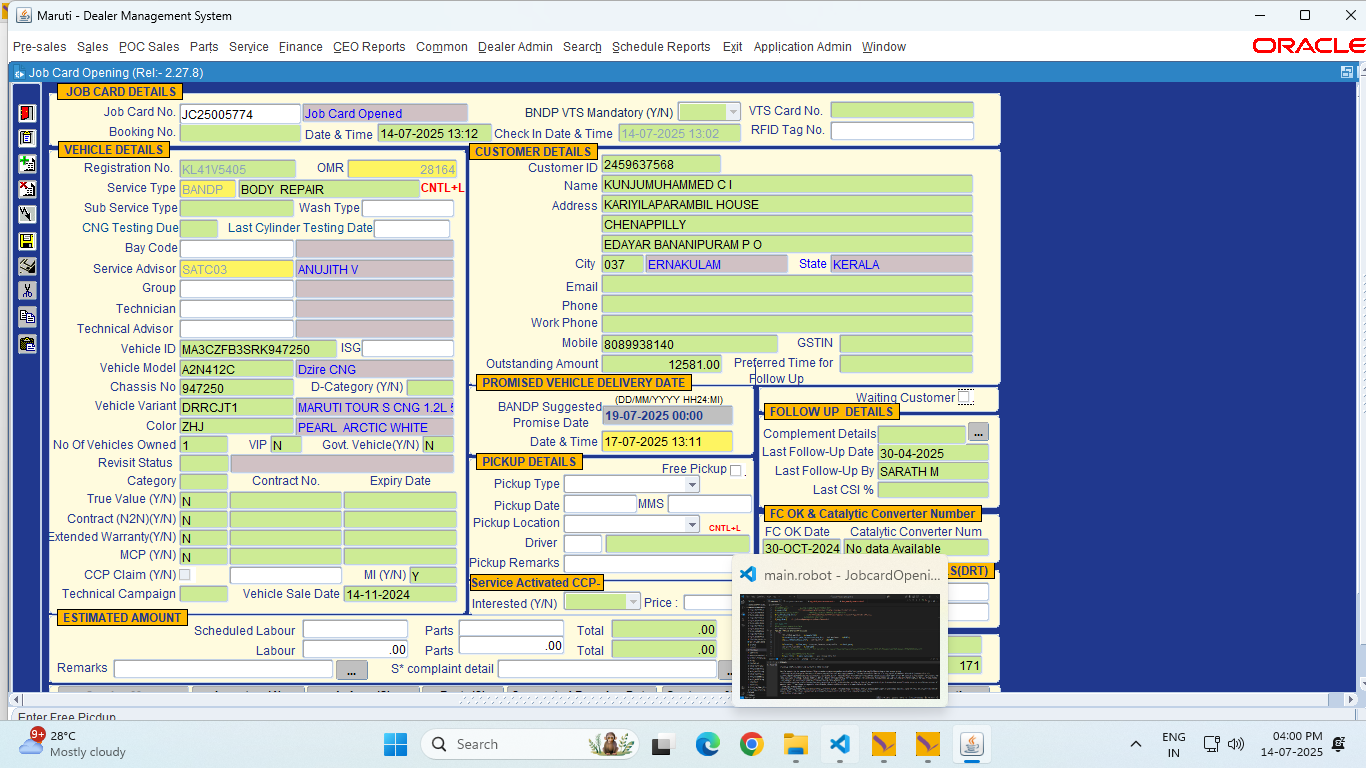 Maruti - Dealer Management System
Pre-sales Sales POC Sales Parts Service Finance CEO Reports Common Dealer Admin Search Schedule Reports Exit Application Admin Window
ORACLE
Job Card Opening (Rel:- 2.27.8)
JOB CARD DETAILS
Job Card No. JC25005774 Job Card Opened BNDP VTS Mandatory (Y/N) VTS Card No.
Booking No. Date & Time 14-07-2025 13:12 Check In Date & Time 14-07-2025 13:02 RFID Tag No.
VEHICLE DETAILS
Registration No. KL41V5405 OMR 28164
Service Type BANDP BODY REPAIR CNTL+L
Sub Service Type Wash Type
CNG Testing Due Last Cylinder Testing Date
Bay Code
Service Advisor SATC03 ANUJITH V
Group
Technician
Technical Advisor
Vehicle ID MA3CZFB3SRK947250 ISG
Vehicle Model A2N412C Dzire CNG
Chassis No 947250 D-Category (Y/N)
Vehicle Variant DRRCJT1 MARUTI TOUR S CNG 1.2L 5
Color ZHJ PEARL ARCTIC WHITE
No Of Vehicles Owned 1 VIP N Govt. Vehicle(Y/N) N
Revisit Status
Category Contract No. Expiry Date
True Value (Y/N) N
Contract (N2N)(Y/N) N
Extended Warranty(Y/N) N
MCP (Y/N) N
CCP Claim (Y/N) MI (Y/N) Y
Technical Campaign Vehicle Sale Date 14-11-2024
CUSTOMER DETAILS
Customer ID 2459637568
Name KUNJUMUHAMMED C I
Address KARIYILAPARAMBIL HOUSE
CHENAPPILLY
EDAYAR BANANIPURAM P O
City 037 ERNAKULAM State KERALA
Email
Phone
Work Phone
Mobile 8089938140 GSTIN
Outstanding Amount 12581.00 Preferred Time for
Follow Up
PROMISED VEHICLE DELIVERY DATE
(DD/MM/YYYY HH24:MI)
BANDP Suggested
Promise Date 19-07-2025 00:00
Date & Time 17-07-2025 13:11
PICKUP DETAILS
Free Pickup .
Pickup Type
Pickup Date MMS
Pickup Location CNTL+L
Driver
Pickup Remarks
Service Activated CCP-
Interested (Y/N) Price :
Waiting Customer
FOLLOW UP DETAILS
Complement Details ...
Last Follow-Up Date 30-04-2025
Last Follow-Up By SARATH M
Last CSI %
FC OK & Catalytic Converter Number
FC OK Date Catalytic Converter Num
30-OCT-2024 No data Available
S(DRT)
171
main.robot - JobcardOpeni...
ESTIMATED AMOUNT
Scheduled Labour Parts Total .00
Labour .00 Parts .00 Total .00
Remarks ... S* complaint detail
Enter Free Pickup
9+
28°C
Mostly cloudy
Search
ENG
IN
04:00 PM
14-07-2025